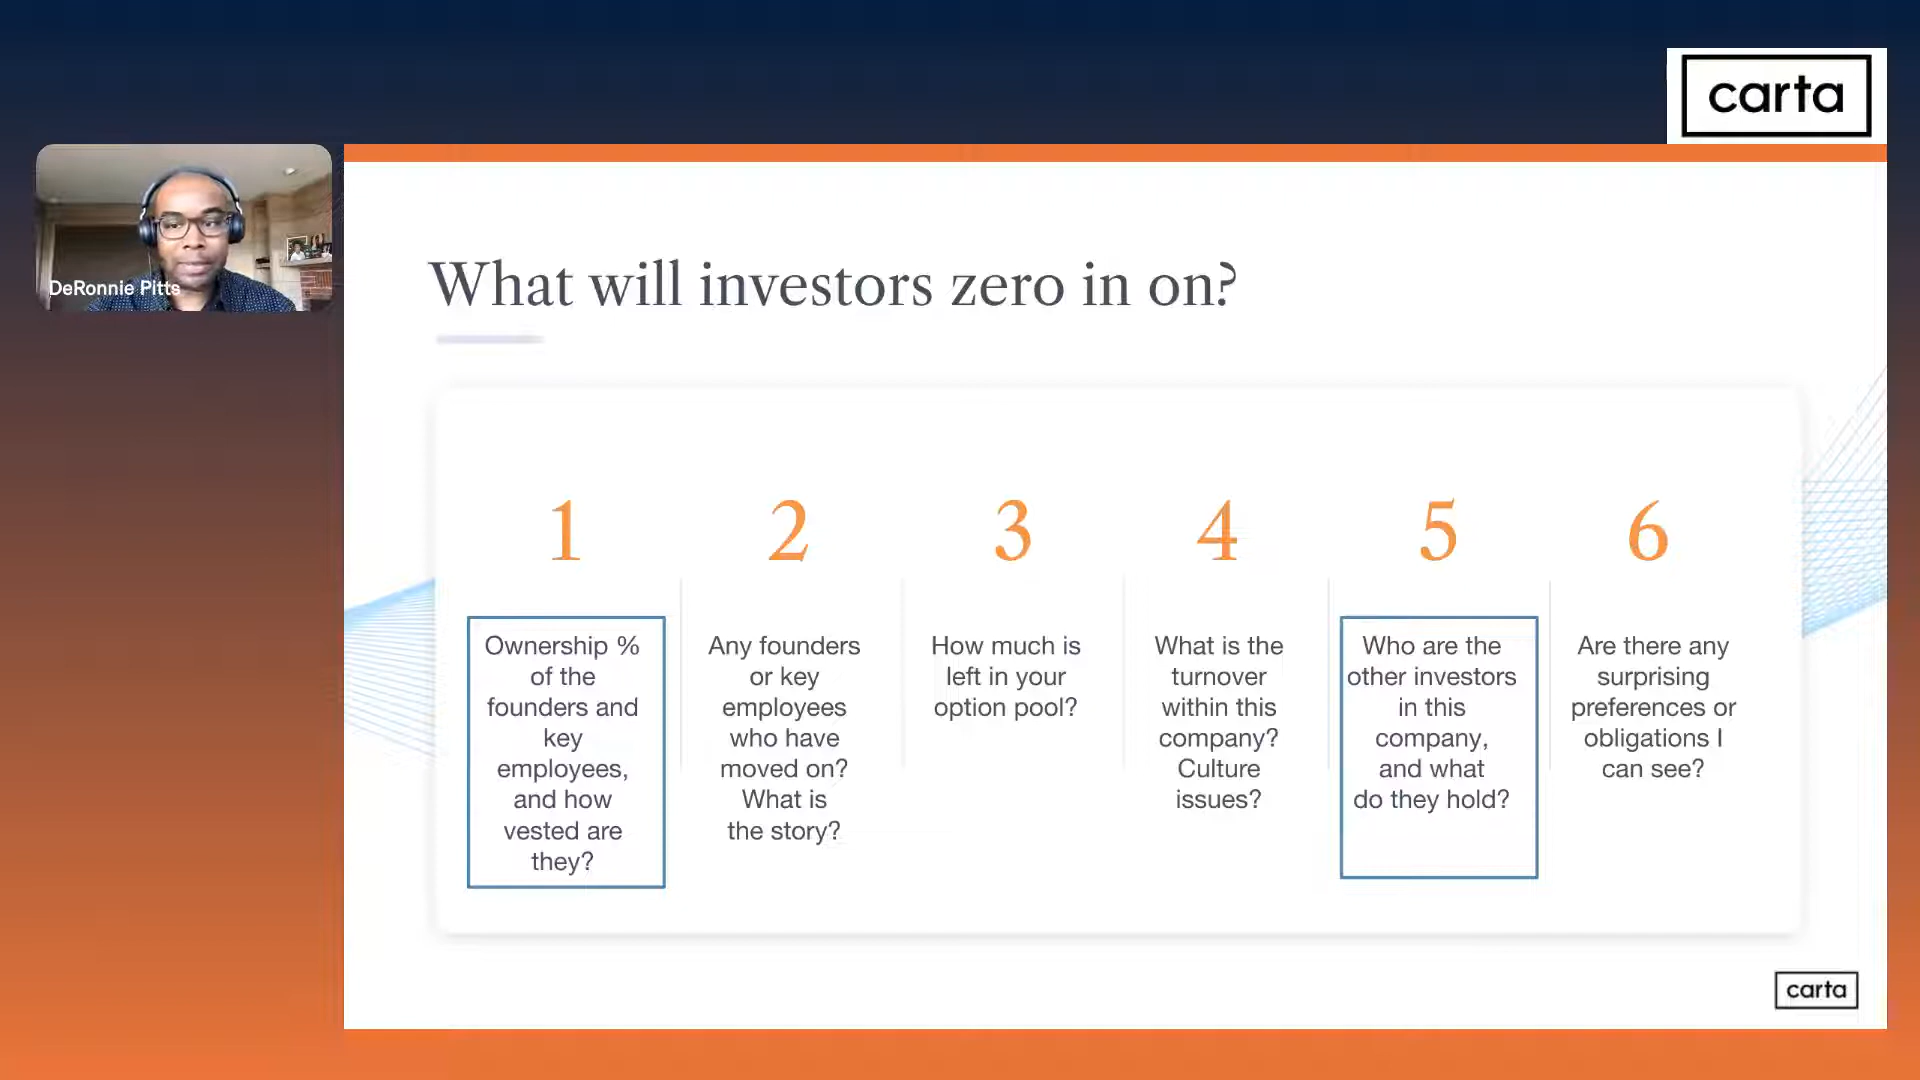 carta
DeRonnie Pitts
What will investors zero in on?
1
Ownership %
of the
founders and
key
employees,
and how
vested are
they?
2
Any founders
or key
employees
who have
moved on?
What is
the story?
3
How much is
left in your
option pool?
4
What is the
turnover
within this
company?
Culture
issues?
5
Who are the
other investors
in this
company,
and what
do they hold?
6
Are there any
surprising
preferences or
obligations I
can see?
carta